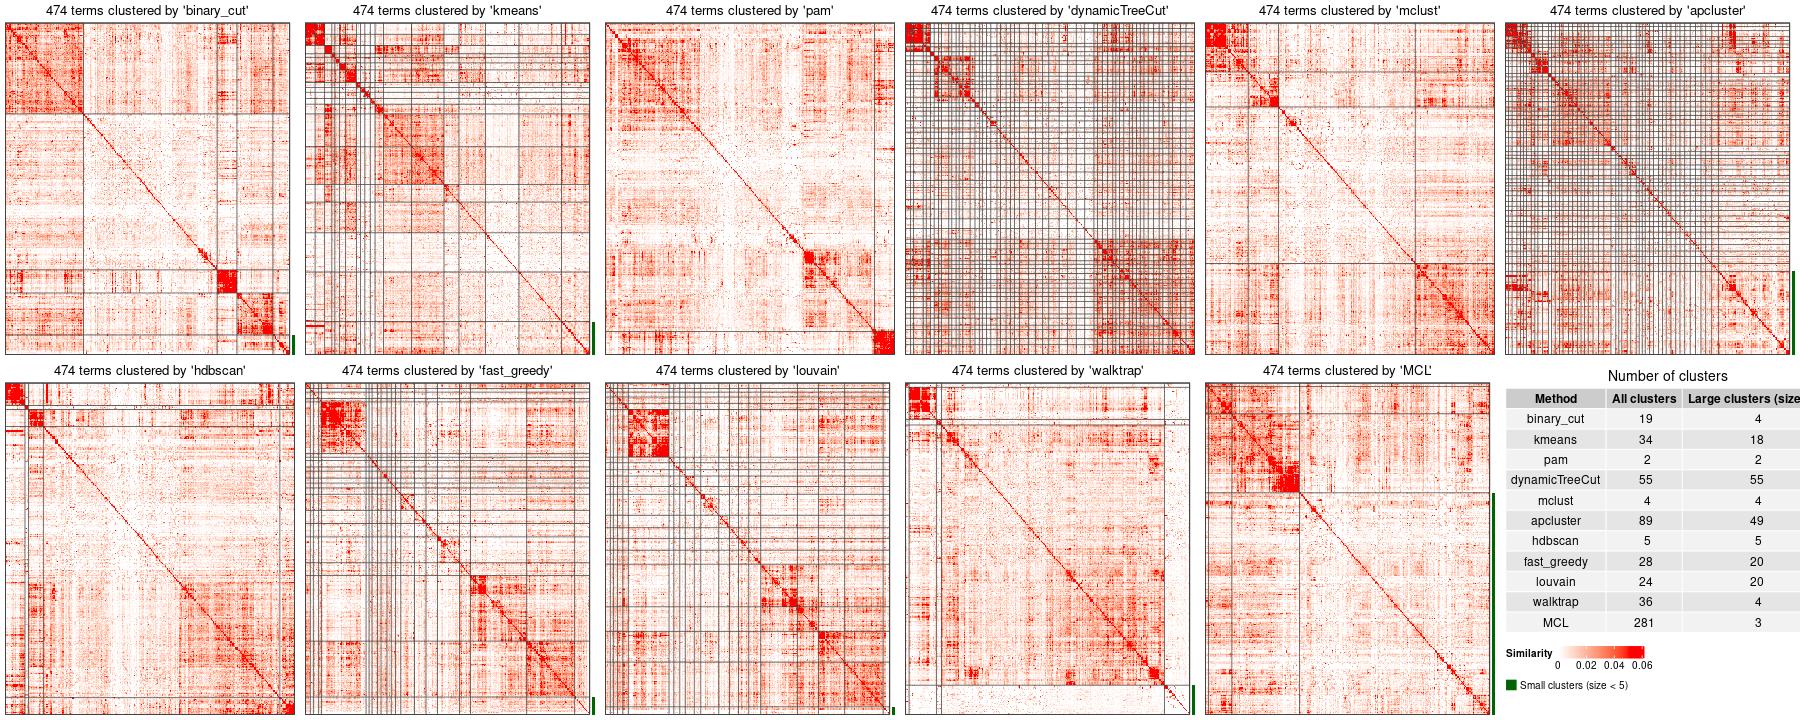 474 terms clustered by 'binary_cut'
474 terms clustered by 'kmeans'
474 terms clustered by 'pam'
474 terms clustered by 'dynamicTreeCut'
474 terms clustered by 'mclust'
474 terms clustered by 'apcluster'
474 terms clustered by 'hdbscan'
474 terms clustered by 'fast_greedy'
474 terms clustered by 'louvain'
474 terms clustered by 'walktrap'
474 terms clustered by 'MCL'
Number of clusters
Method All clusters Large clusters (size
binary_cut 19 4
kmeans 34 18
pam 2 2
dynamicTreeCut 55 55
mclust 4 4
apcluster 89 49
hdbscan 5 5
fast_greedy 28 20
louvain 24 20
walktrap 36 4
MCL 281 3
Similarity
0 0.02 0.04 0.06
Small clusters (size < 5)